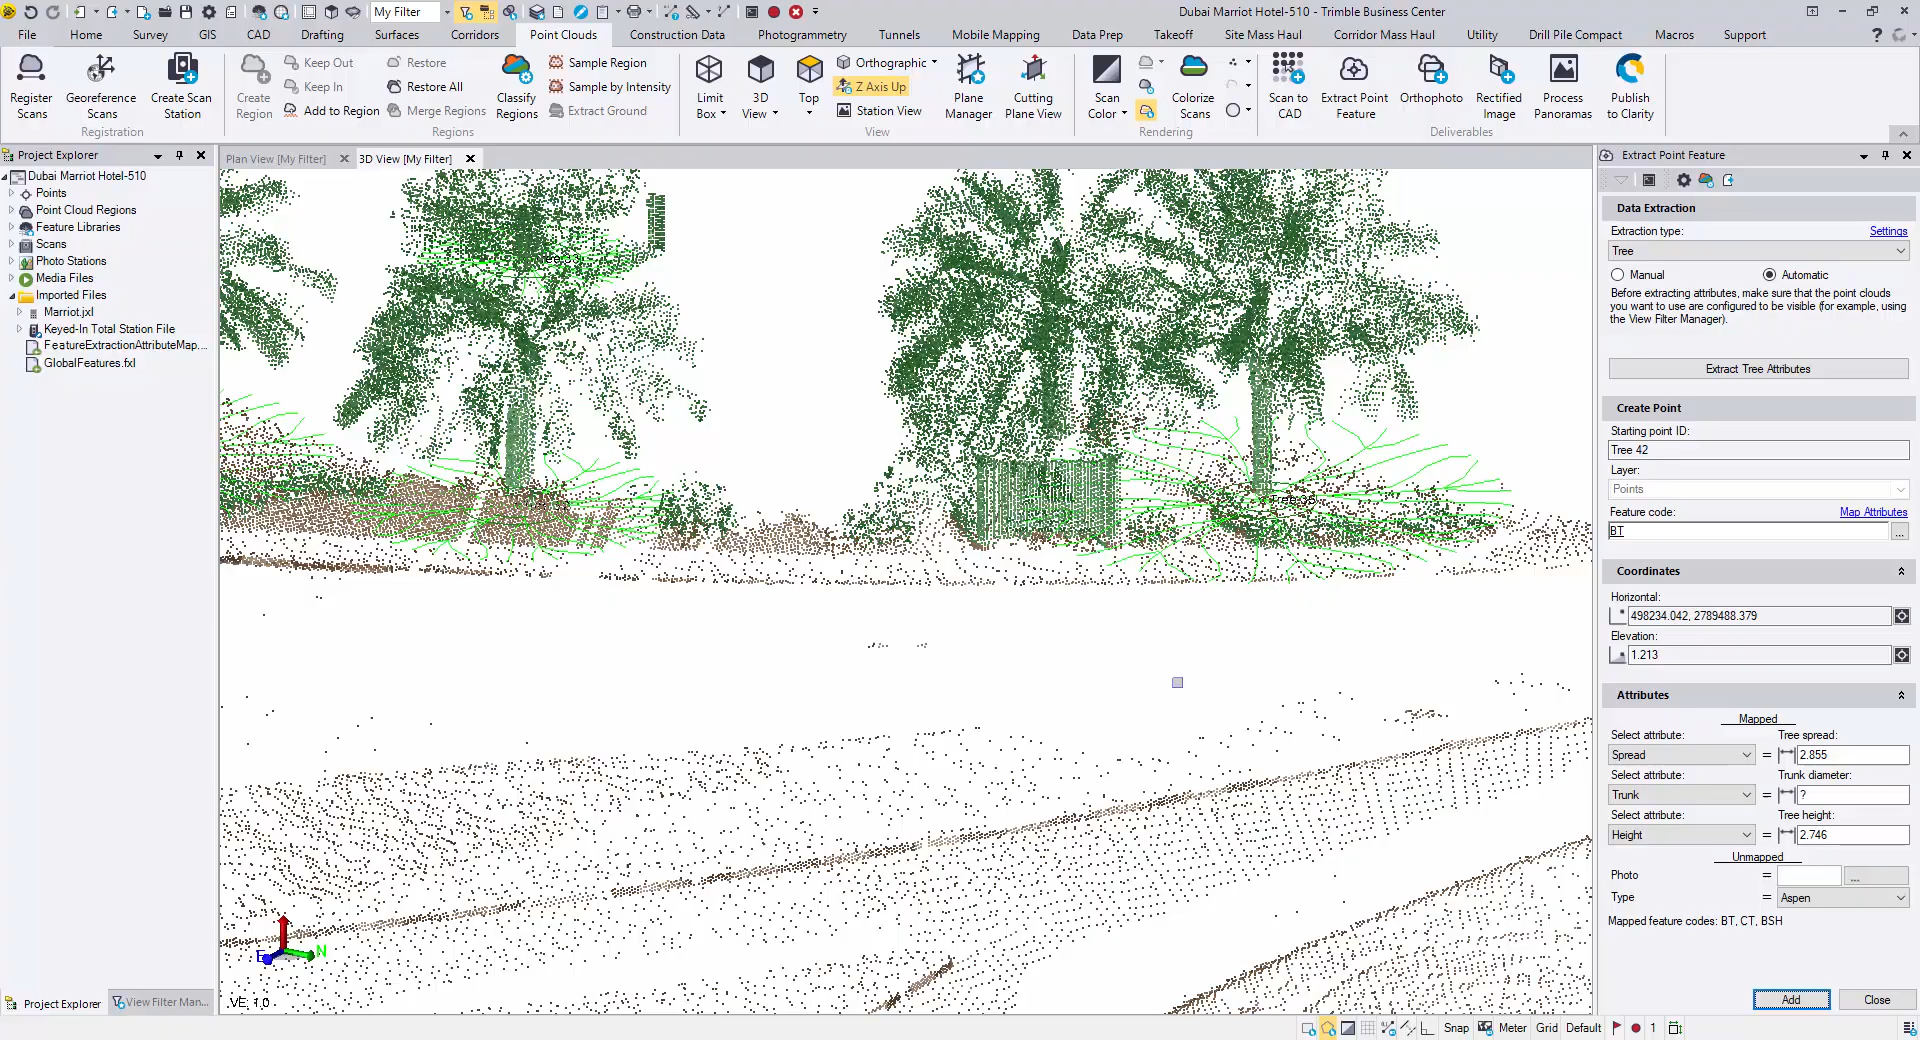 My Filter
Dubai Marriot Hotel-510 - Trimble Business Center
File Home Survey GIS CAD Drafting Surfaces Corridors Point Clouds Construction Data Photogrammetry Tunnels Mobile Mapping Data Prep Takeoff Site Mass Haul Corridor Mass Haul Utility Drill Pile Compact Macros Support
Register Scans
Georeference Scans
Create Scan Station
Registration
Create Region
Keep Out
Keep In
Add to Region
Restore
Restore All
Merge Regions
Classify Regions
Sample Region
Sample by Intensity
Extract Ground
Regions
Limit Box
3D View
Top
Orthographic
Z Axis Up
Station View
Plane Manager
Cutting Plane View
View
Scan Color
Colorize Scans
Rendering
Scan to CAD
Extract Point Feature
Orthophoto
Rectified Image
Process Panoramas
Publish to Clarity
Deliverables
Project Explorer
Dubai Marriot Hotel-510
Points
Point Cloud Regions
Feature Libraries
Scans
Photo Stations
Media Files
Imported Files
Marriot.jxl
Keyed-In Total Station File
FeatureExtractionAttributeMap....
GlobalFeatures.fxl
Project Explorer
View Filter Man...
Plan View [My Filter]
3D View [My Filter]
Tree 35
E
N
VE: 1.0
Extract Point Feature
Data Extraction
Extraction type:
Settings
Tree
Manual
Automatic
Before extracting attributes, make sure that the point clouds
you want to use are configured to be visible (for example, using
the View Filter Manager).
Extract Tree Attributes
Create Point
Starting point ID:
Tree 42
Layer:
Points
Feature code:
Map Attributes
BT
...
Coordinates
Horizontal:
498234.042, 2789488.379
Elevation:
1.213
Attributes
Mapped
Select attribute:
Tree spread:
Spread
=
2.855
Select attribute:
Trunk diameter:
Trunk
=
?
Select attribute:
Tree height:
Height
=
2.746
Unmapped
Photo
=
...
Type
=
Aspen
Mapped feature codes: BT, CT, BSH
Add
Close
Snap
Meter
Grid
Default
1